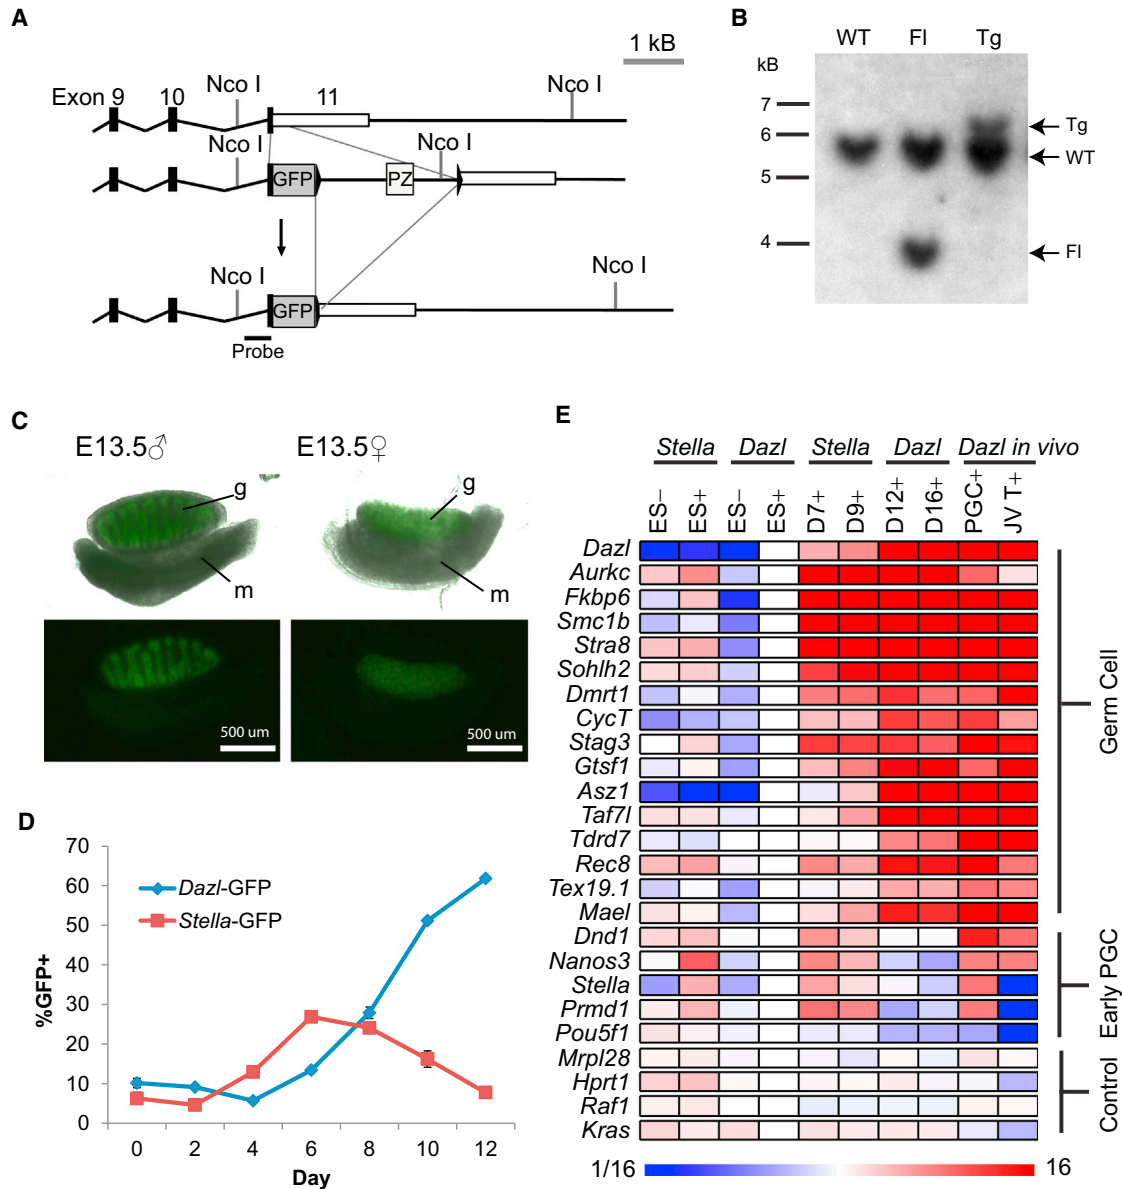 A
1 kB
Nco I
Nco I
Exon 9
10
11
Nco I
Nco I
GFP
PZ
Nco I
Nco I
GFP
Probe
B
WT
Fl
Tg
kB
7
6
5
4
Tg
WT
Fl
C
E13.5♂
E13.5♀
g
m
g
m
500 um
500 um
D
70
60
50
40
30
20
10
0
%GFP+
Dazl-GFP
Stella-GFP
0 2 4 6 8 10 12
Day
E
Stella Dazl Stella Dazl Dazl in vivo
ES– ES+ ES– ES+ D7+ D9+ D12+ D16+ PGC+ JV T+
Dazl
Aurkc
Fkbp6
Smc1b
Stra8
Sohlh2
Dmrt1
CycT
Stag3
Gtsf1
Asz1
Taf7l
Tdrd7
Rec8
Tex19.1
Mael
Dnd1
Nanos3
Stella
Prmd1
Pou5f1
Mrpl28
Hprt1
Raf1
Kras
Germ Cell
Early PGC
Control
1/16
16